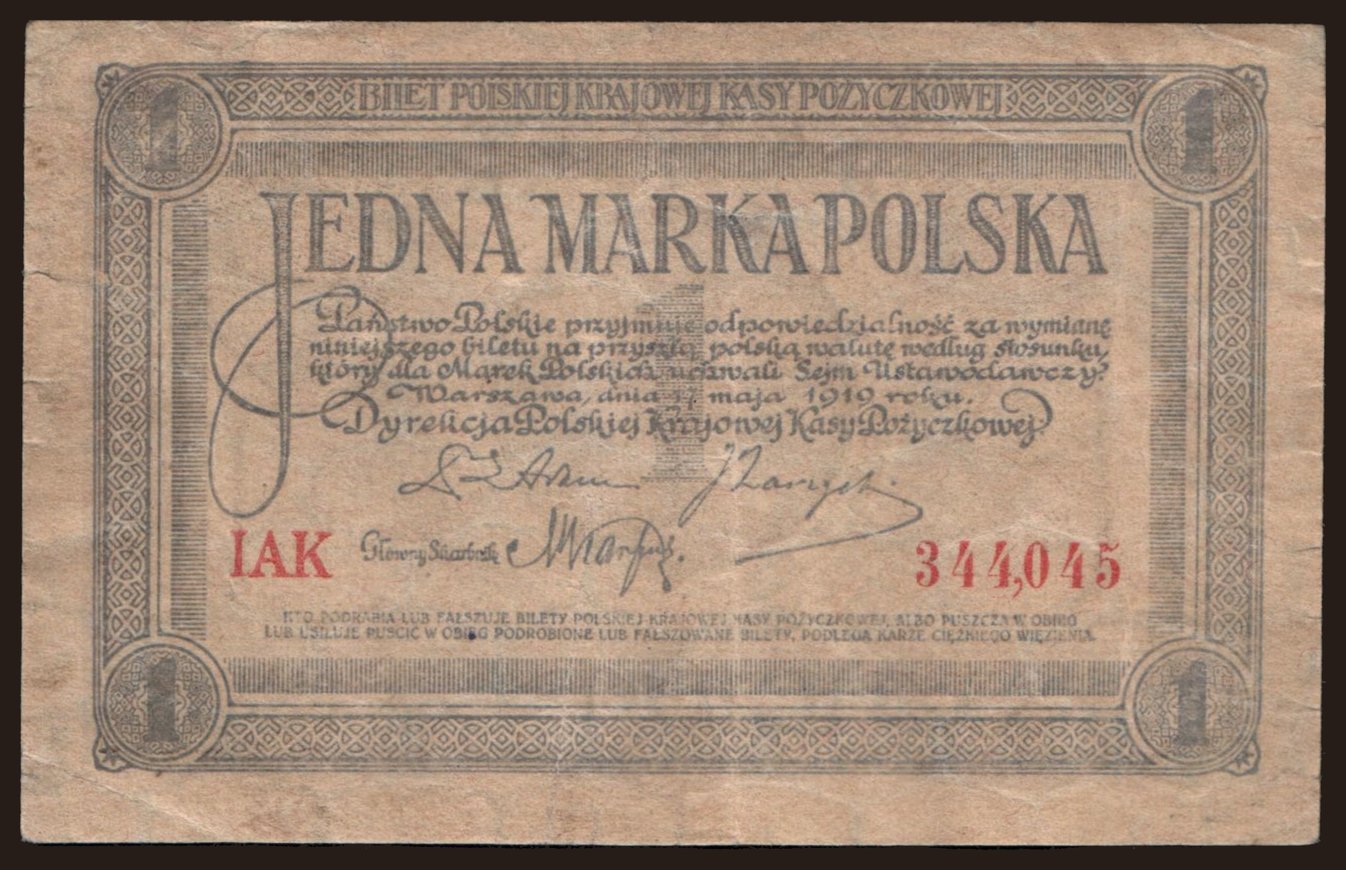 1 BILET POLSKIEJ KRAJOWEJ KASY POŻYCZKOWEJ 1
JEDNA MARKA POLSKA
1
Państwo Polskie przyjmuje odpowiedzialność za wymianę
niniejszego biletu na przyszłą polską walutę według stosunku,
który dla Marek Polskich uchwali Sejm Ustawodawczy.
Warszawa, dnia 17 maja 1919 roku.
Dyrekcja Polskiej Krajowej Kasy Pożyczkowej
IAK Główny Skarbnik 344,045
KTO PODRABIA LUB FAŁSZUJE BILETY POLSKIEJ KRAJOWEJ KASY POŻYCZKOWEJ, ALBO PUSZCZA W OBIEG
LUB USIŁUJE PUŚCIĆ W OBIEG PODROBIONE LUB FAŁSZOWANE BILETY, PODLEGA KARZE CIĘŻKIEGO WIĘZIENIA.
1 1